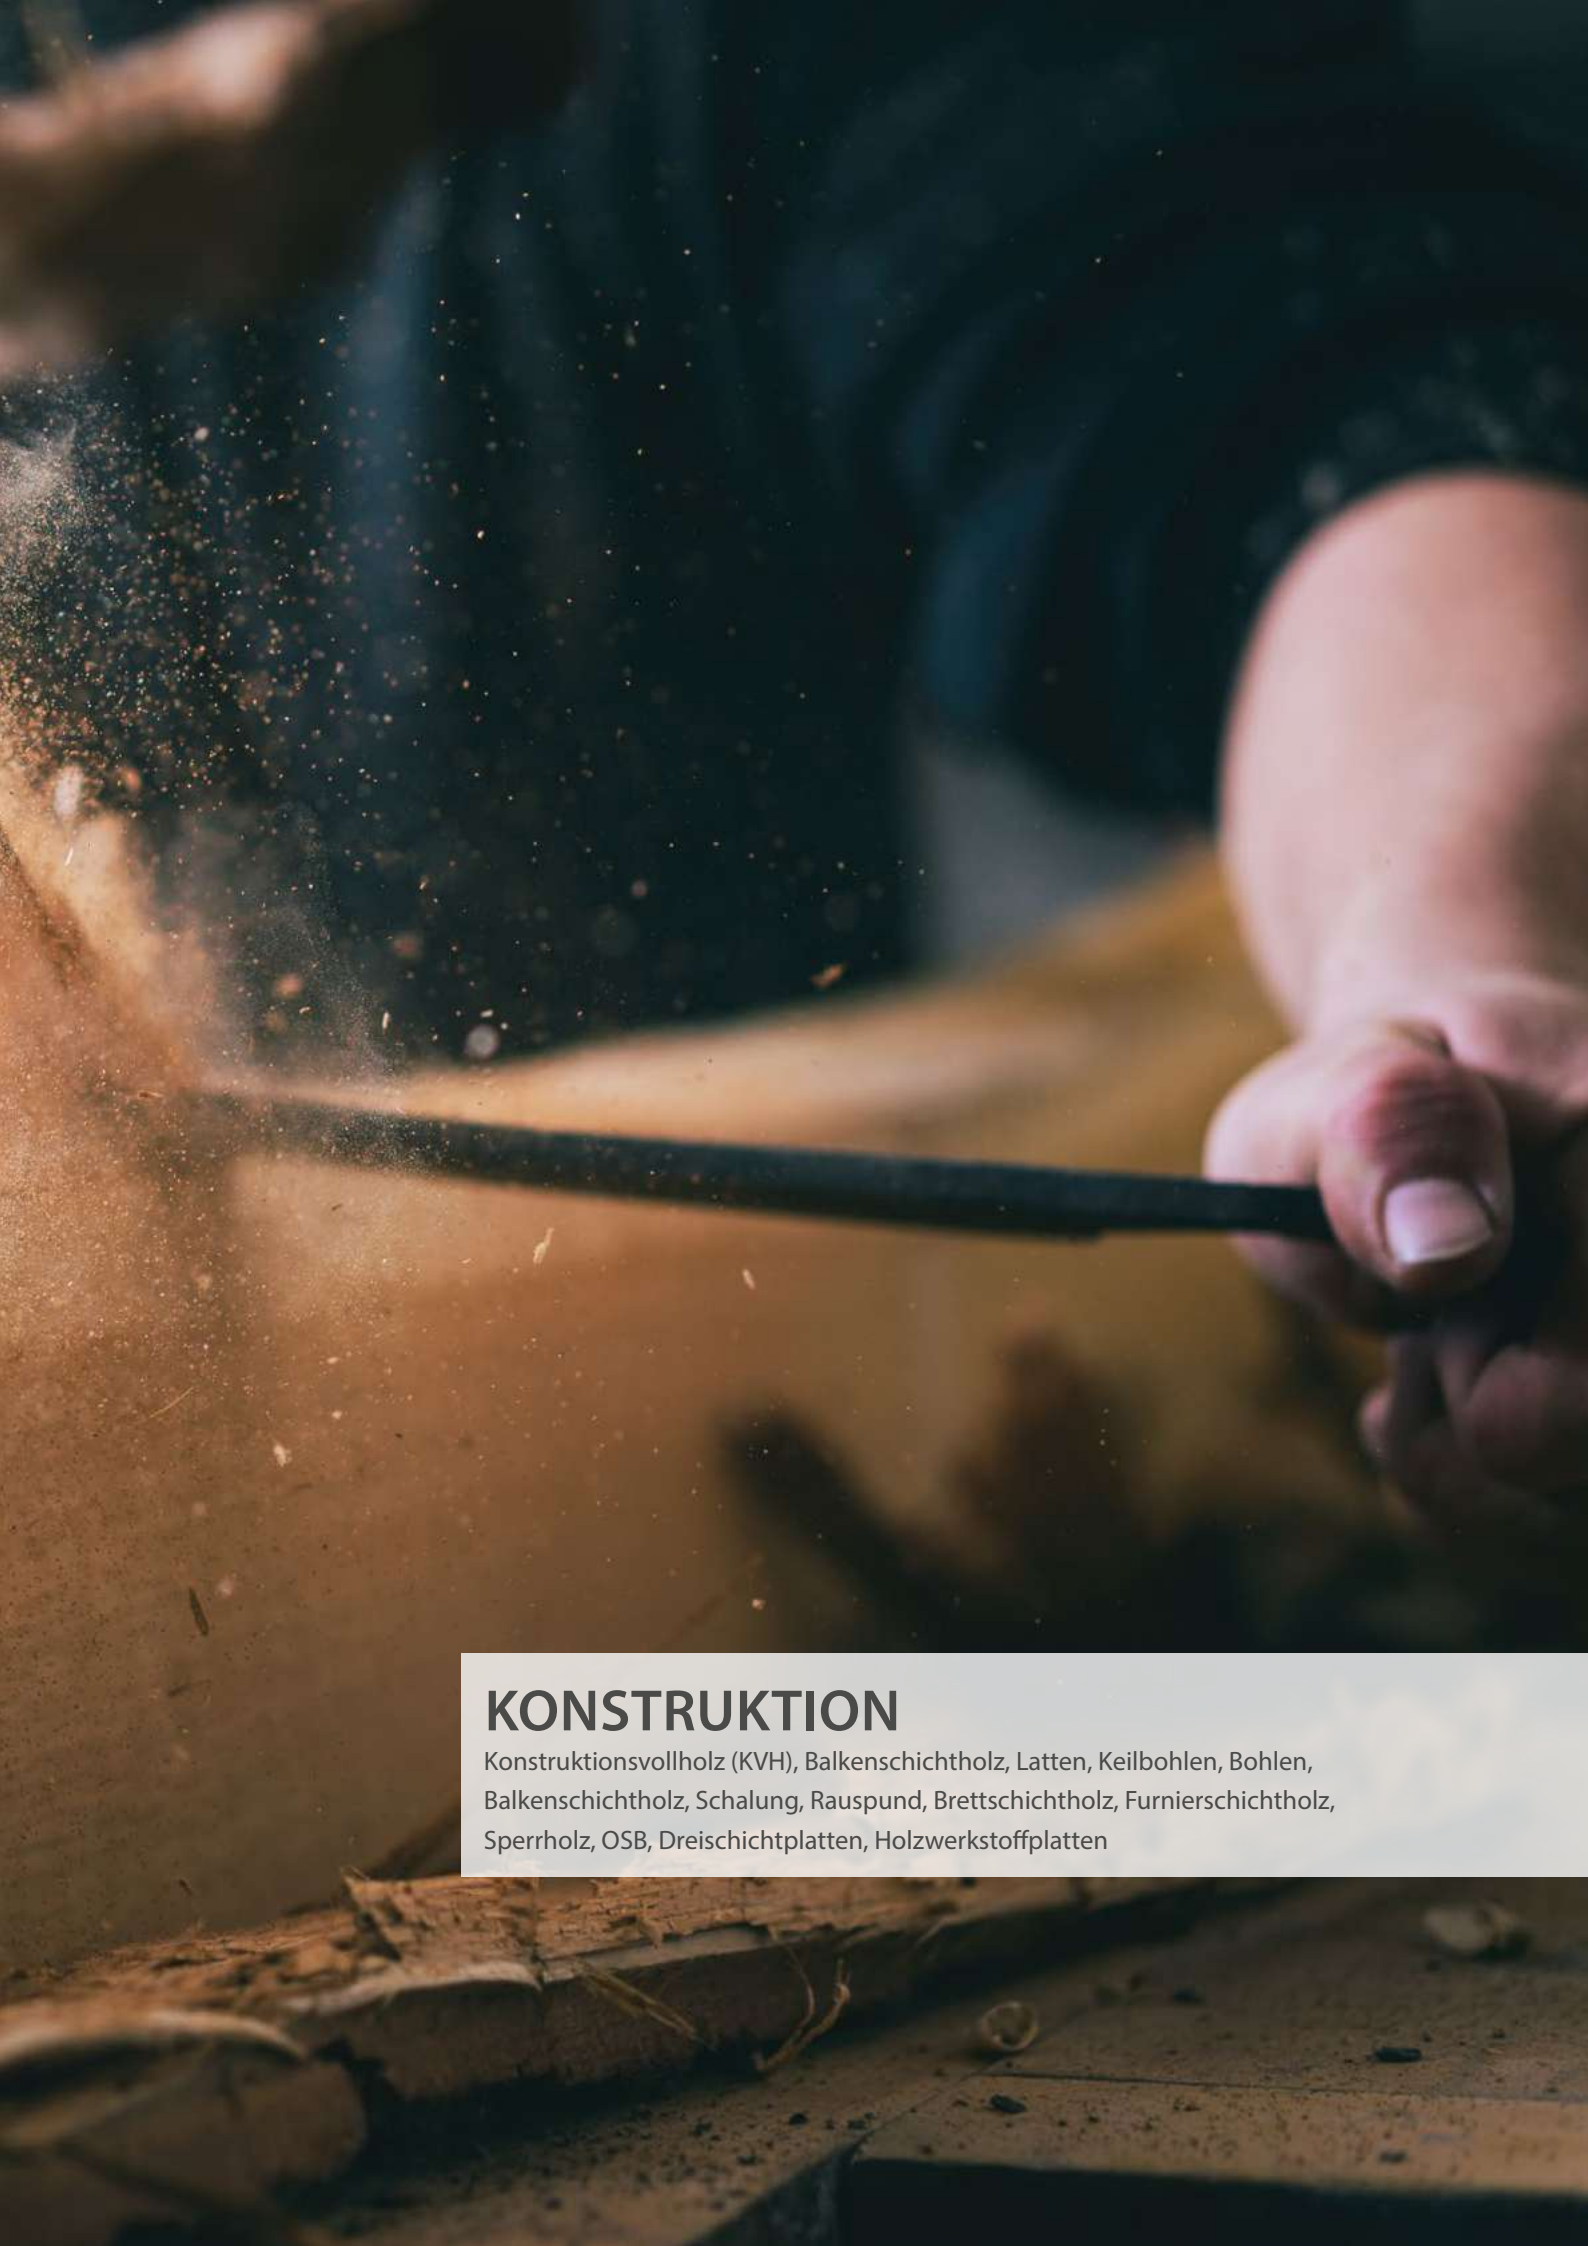 KONSTRUKTION
Konstruktionsvollholz (KVH), Balkenschichtholz, Latten, Keilbohlen, Bohlen,
Balkenschichtholz, Schalung, Rauspund, Brettschichtholz, Furnierschichtholz,
Sperrholz, OSB, Dreischichtplatten, Holzwerkstoffplatten